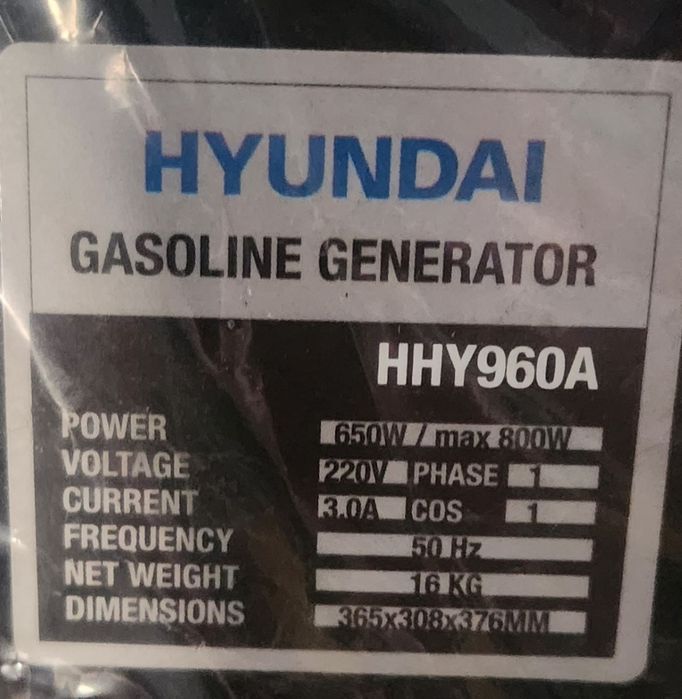 HYUNDAI
GASOLINE GENERATOR
HHY960A
POWER 650W / max 800W
VOLTAGE 220V PHASE 1
CURRENT 3.0A COS 1
FREQUENCY 50 Hz
NET WEIGHT 16 KG
DIMENSIONS 365x308x376MM